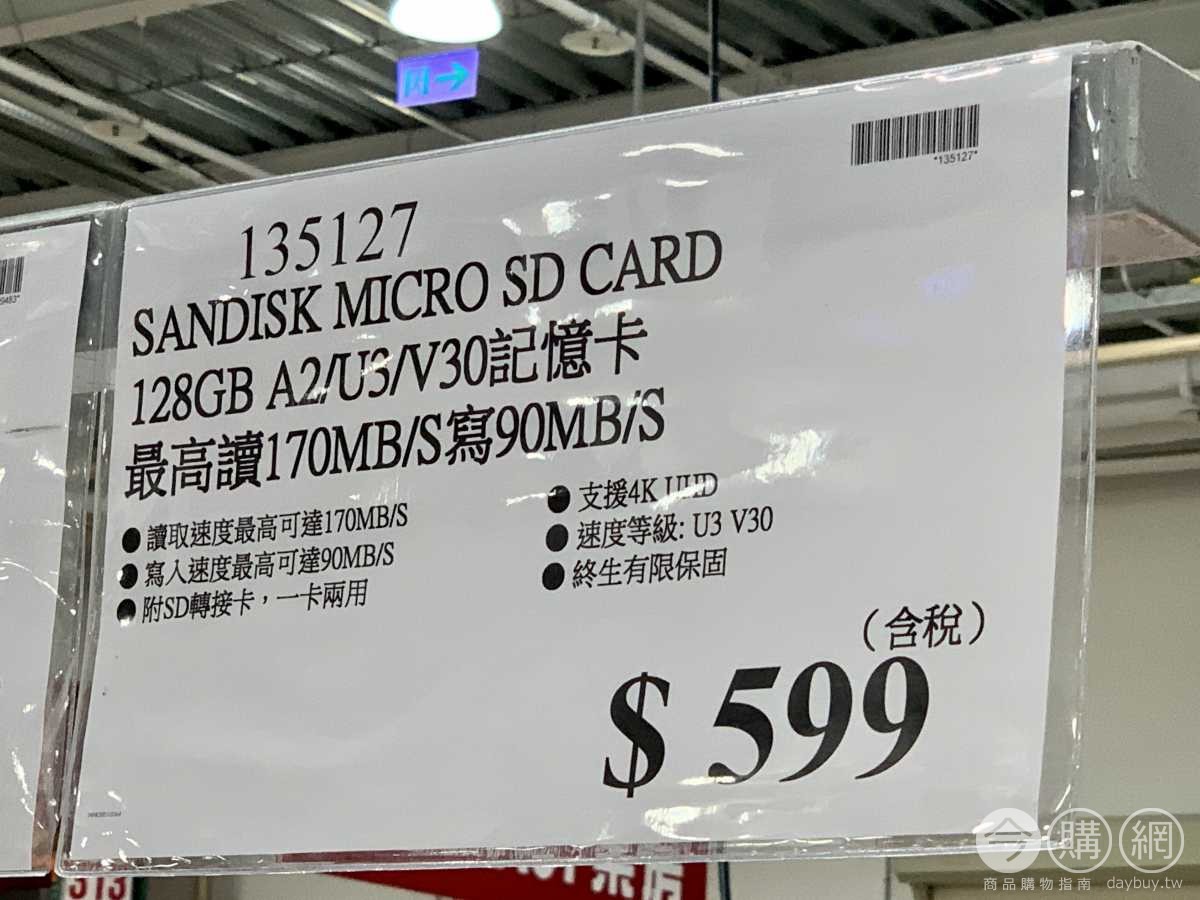 閃→
*135127*
135127
SANDISK MICRO SD CARD
128GB A2/U3/V30記憶卡
最高讀170MB/S寫90MB/S
● 讀取速度最高可達170MB/S
● 寫入速度最高可達90MB/S
● 附SD轉接卡，一卡兩用
● 支援4K UHD
● 速度等級: U3 V30
● 終生有限保固
（含稅）
$ 599
313
今購網
商品購物指南 daybuy.tw